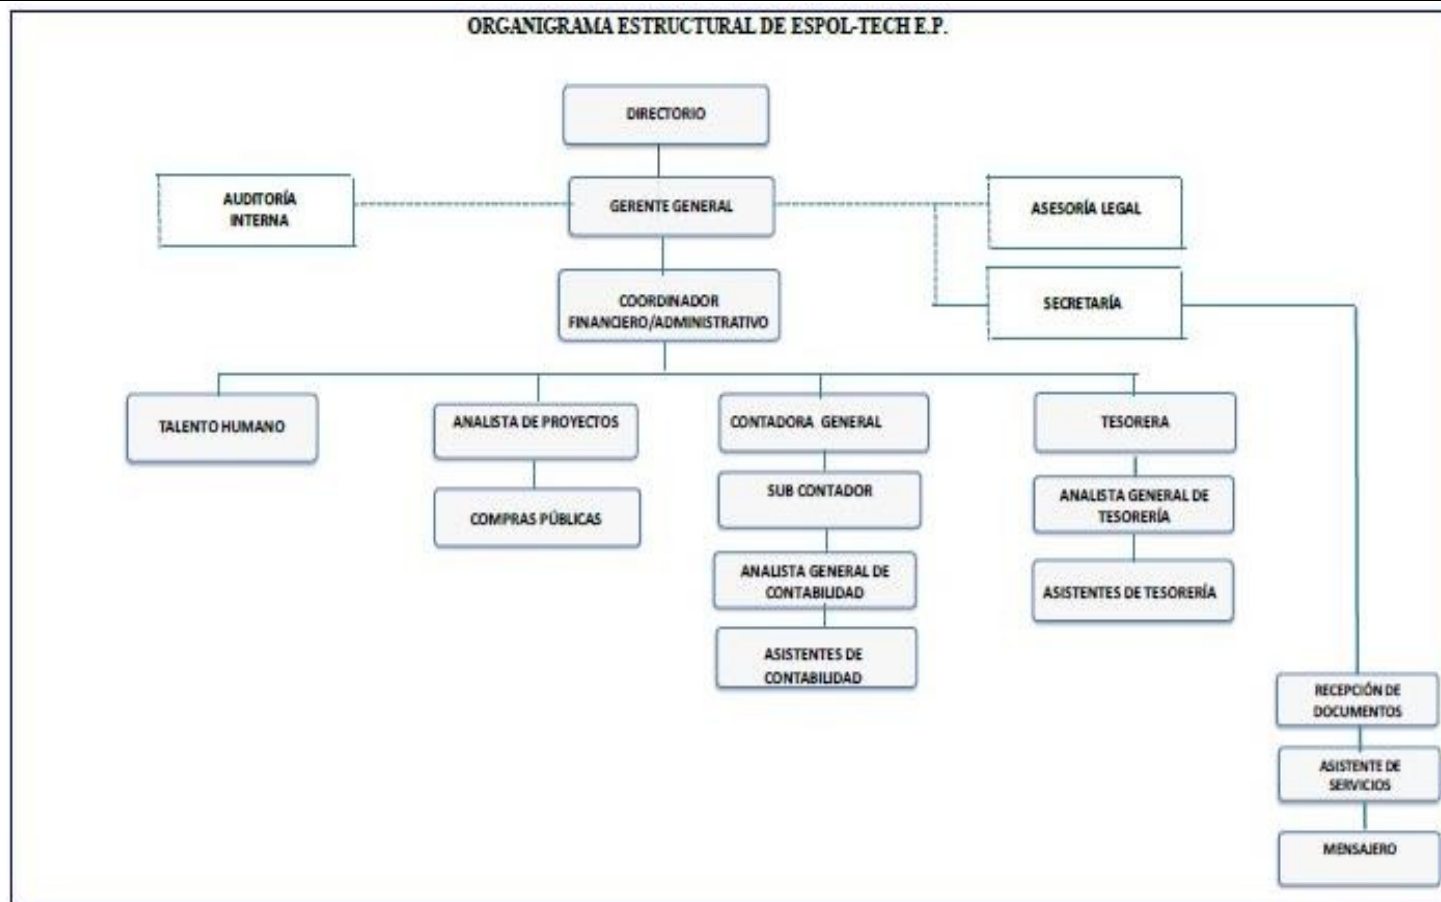 ORGANIGRAMA ESTRUCTURAL DE ESPOL-TECH E.P.
DIRECTORIO
AUDITORÍA
INTERNA
GERENTE GENERAL
ASESORÍA LEGAL
COORDINADOR
FINANCIERO/ADMINISTRATIVO
SECRETARÍA
TALENTO HUMANO
ANALISTA DE PROYECTOS
CONTADORA GENERAL
TESORERA
COMPRAS PÚBLICAS
SUB CONTADOR
ANALISTA GENERAL DE
TESORERÍA
ANALISTA GENERAL DE
CONTABILIDAD
ASISTENTES DE TESORERÍA
ASISTENTES DE
CONTABILIDAD
RECEPCIÓN DE
DOCUMENTOS
ASISTENTE DE
SERVICIOS
MENSAJERO